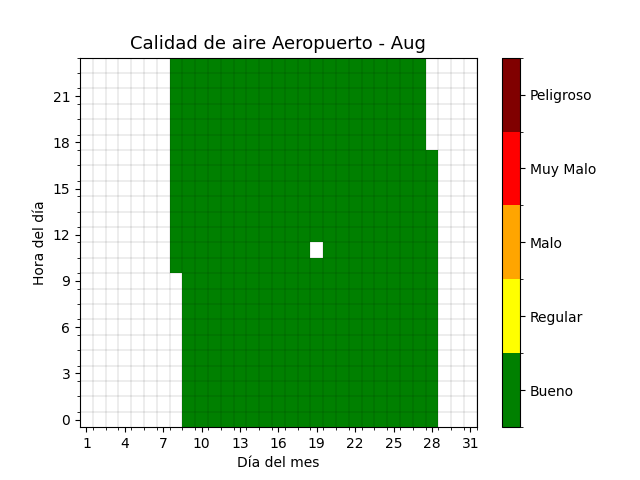 Calidad de aire Aeropuerto - Aug
Hora del día
21
18
15
12
9
6
3
0
1 4 7 10 13 16 19 22 25 28 31
Día del mes
Peligroso
Muy Malo
Malo
Regular
Bueno